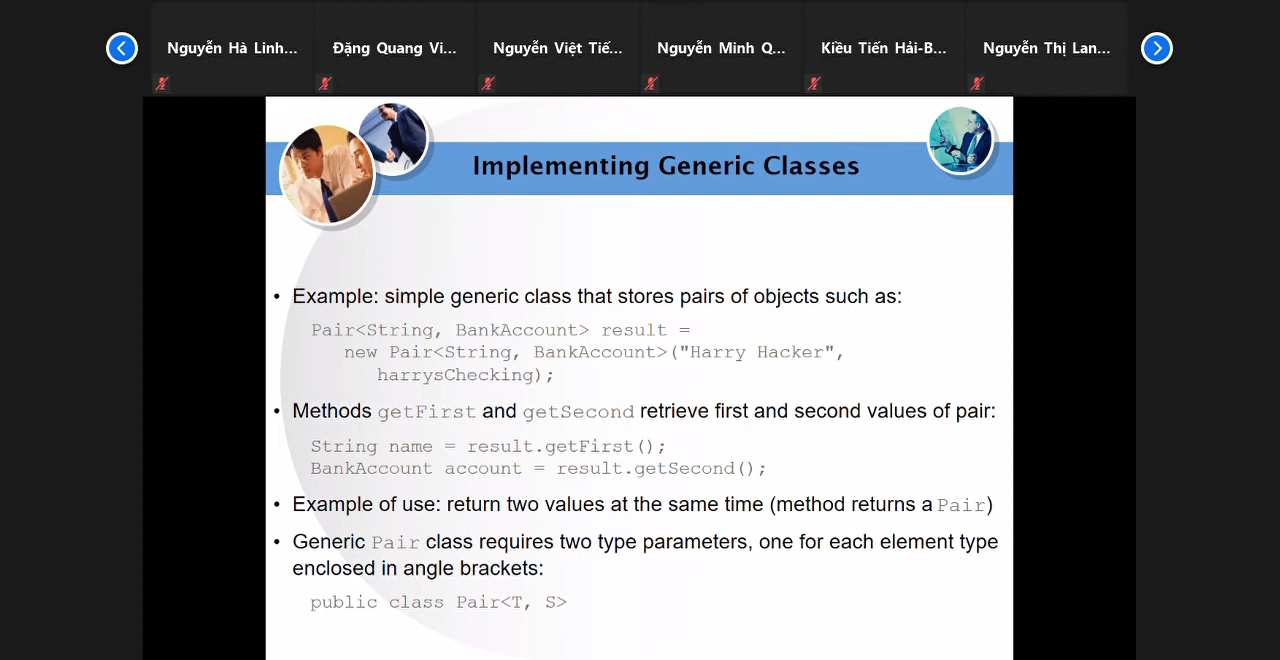 Nguyễn Hà Linh...
Đặng Quang Vi...
Nguyễn Việt Tiế...
Nguyễn Minh Q...
Kiều Tiến Hải-B...
Nguyễn Thị Lan...
Implementing Generic Classes
• Example: simple generic class that stores pairs of objects such as:
Pair<String, BankAccount> result =
new Pair<String, BankAccount>("Harry Hacker",
harrysChecking);
• Methods getFirst and getSecond retrieve first and second values of pair:
String name = result.getFirst();
BankAccount account = result.getSecond();
• Example of use: return two values at the same time (method returns a Pair)
• Generic Pair class requires two type parameters, one for each element type
enclosed in angle brackets:
public class Pair<T, S>